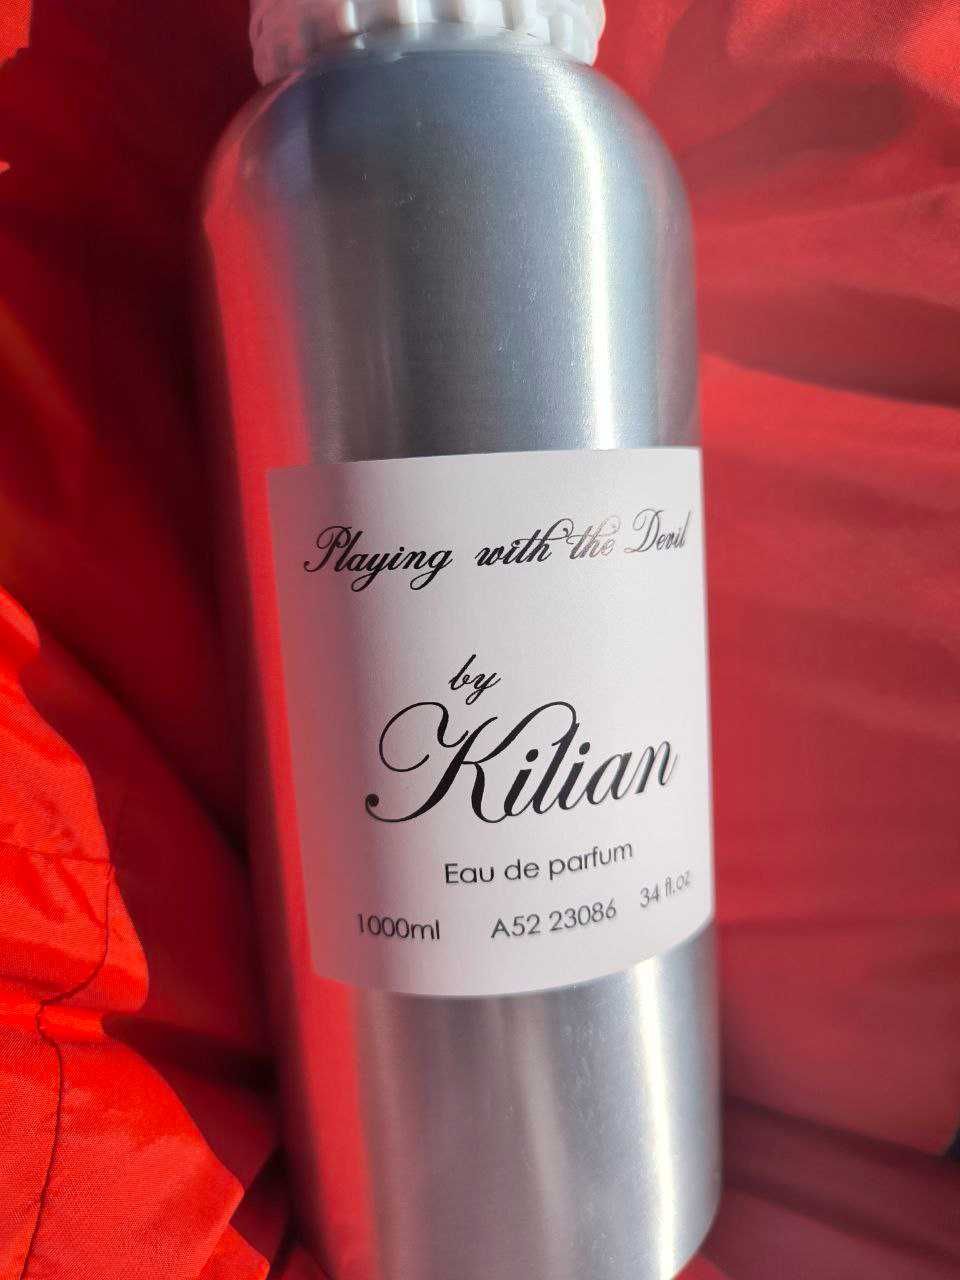 Playing with the Devil
by
Kilian
Eau de parfum
1000ml A52 23086 34 fl.oz